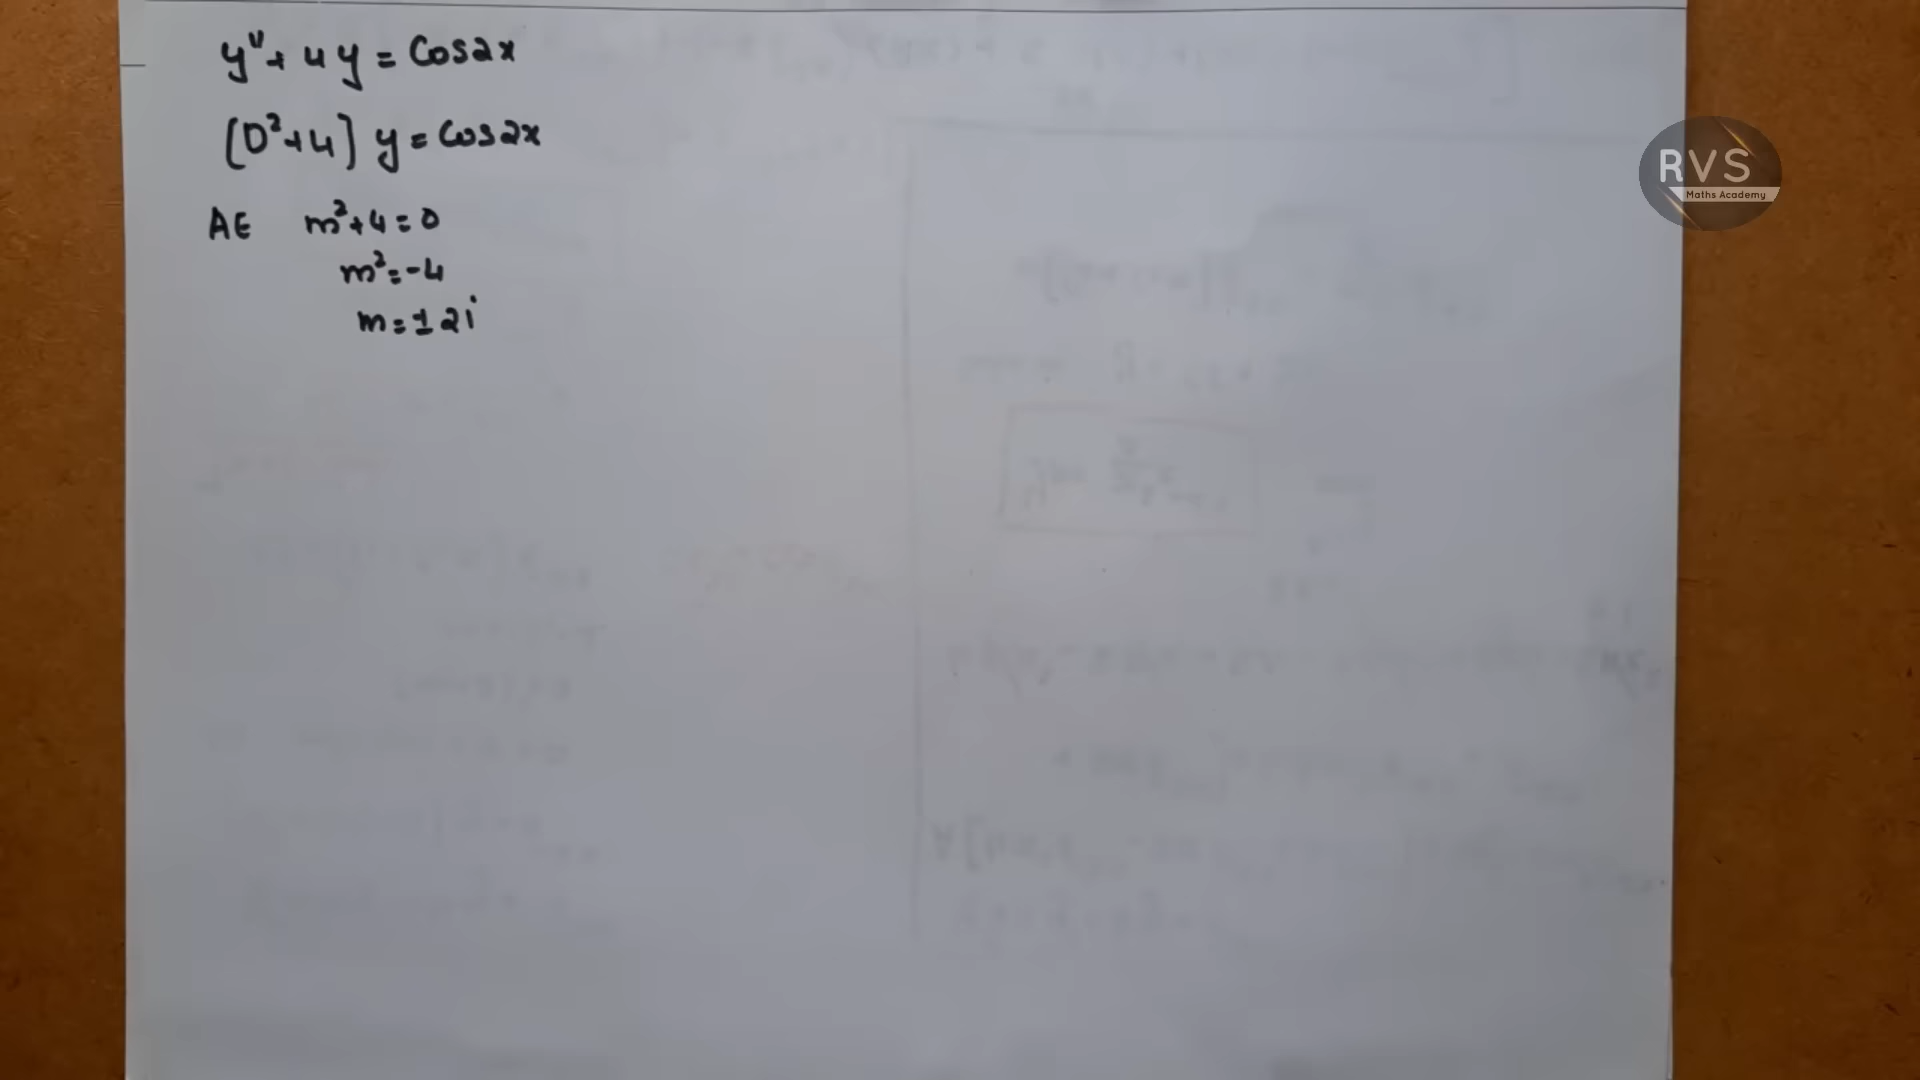 y" + 4y = Cos2x
[D²+4] y = Cos2x
AE m²+4=0
m²=-4
m=±2i
RVS
Maths Academy